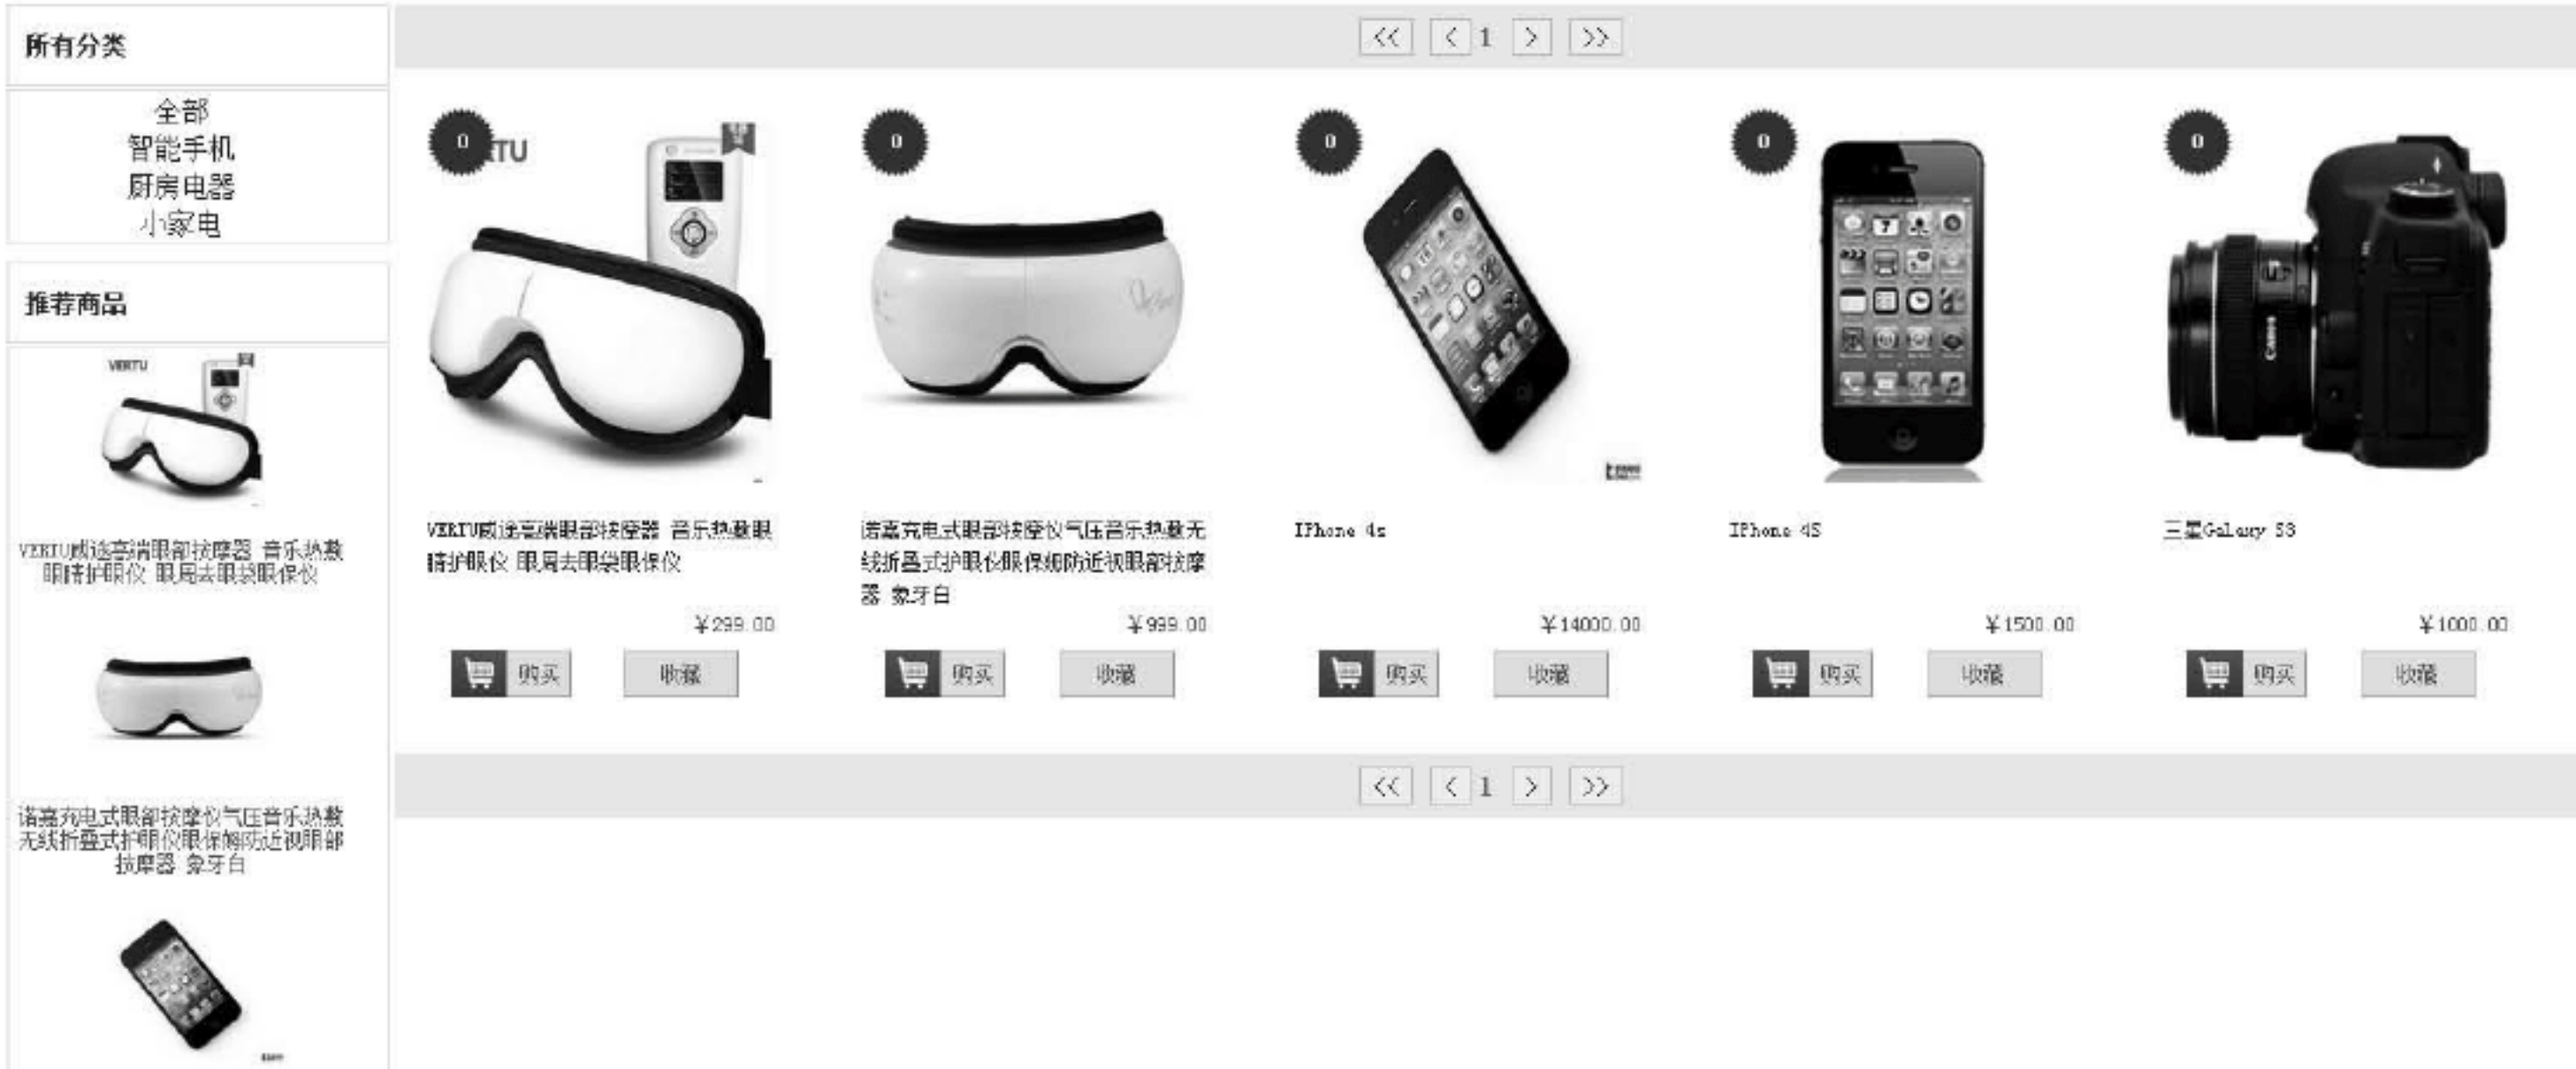 所有分类
全部
智能手机
厨房电器
小家电
推荐商品
VERTU
VERTU威途高端眼部按摩器 音乐热敷
眼睛护眼仪 眼周去眼袋眼保仪
诺嘉充电式眼部按摩仪气压音乐热敷
无线折叠式护眼仪眼保姆防近视眼部
按摩器 象牙白
<< < 1 > >>
0
TU
VERTU威途高端眼部按摩器 音乐热敷眼
睛护眼仪 眼周去眼袋眼保仪
¥299.00
购买 收藏
0
诺嘉充电式眼部按摩仪气压音乐热敷无
线折叠式护眼仪眼保姆防近视眼部按摩
器 象牙白
¥999.00
购买 收藏
0
IPhone 4s
¥14000.00
购买 收藏
0
7
IPhone 4S
¥1500.00
购买 收藏
0
Canon
三星Galaxy S3
¥1000.00
购买 收藏
<< < 1 > >>